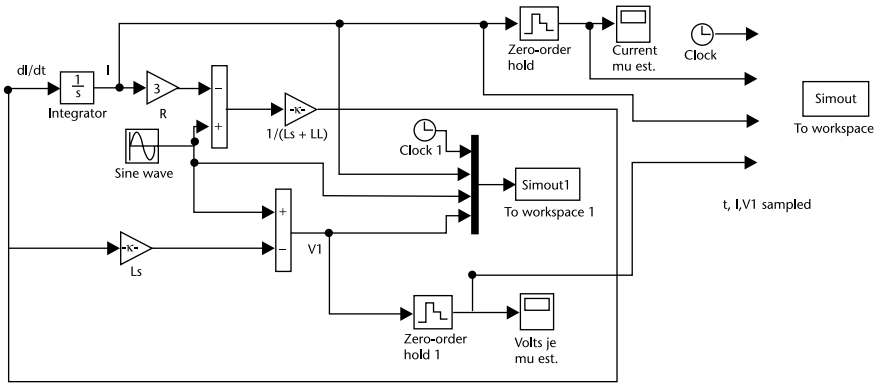 Zero-order
hold
Current
mu est.
Clock
dI/dt
I
1
s
Integrator
3
R
−
+
-K-
1/(Ls + LL)
Simout
To workspace
Sine wave
Clock 1
Simout1
To workspace 1
t, I,V1 sampled
+
−
V1
-K-
Ls
Zero-order
hold 1
Volts je
mu est.